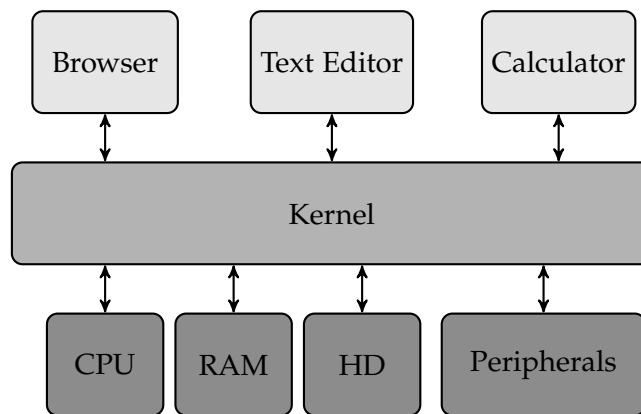 Browser
Text Editor
Calculator
Kernel
CPU
RAM
HD
Peripherals